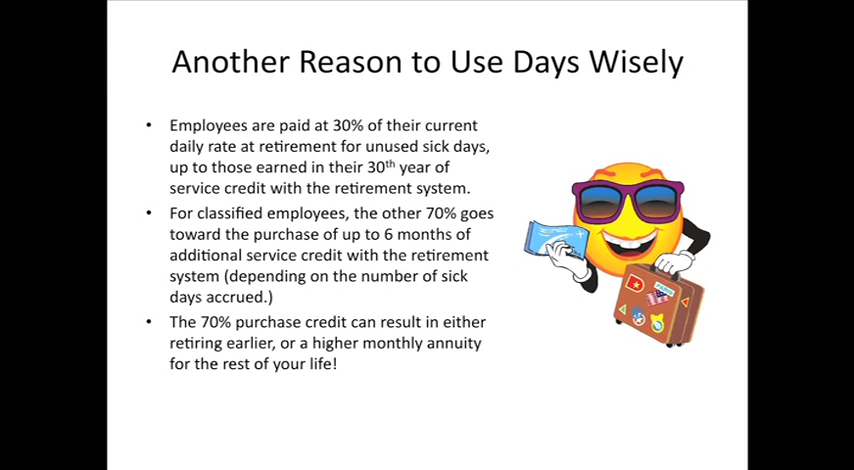 Another Reason to Use Days Wisely
• Employees are paid at 30% of their current
daily rate at retirement for unused sick days,
up to those earned in their 30th year of
service credit with the retirement system.
• For classified employees, the other 70% goes
toward the purchase of up to 6 months of
additional service credit with the retirement
system (depending on the number of sick
days accrued.)
• The 70% purchase credit can result in either
retiring earlier, or a higher monthly annuity
for the rest of your life!
PARIS